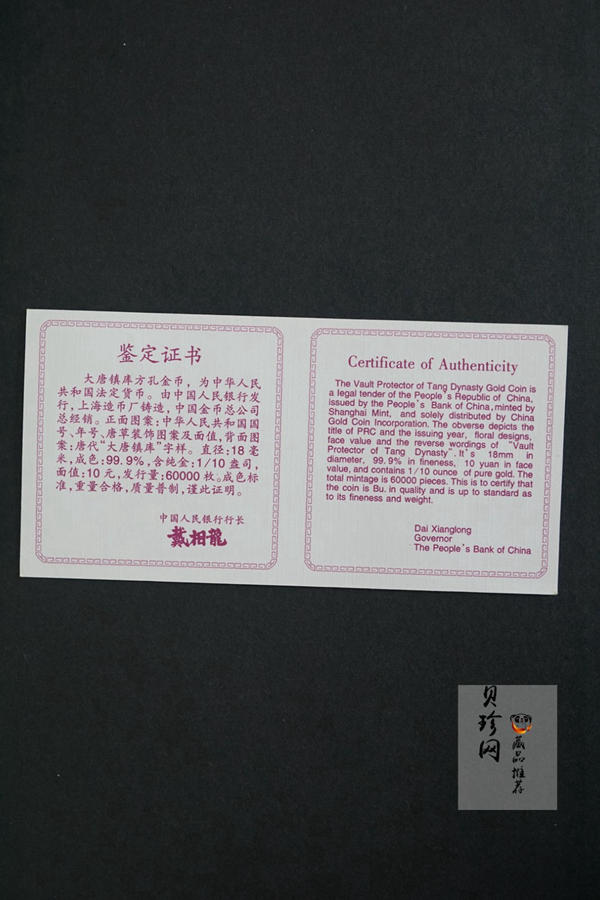 鉴定证书
大唐镇库方孔金币，为中华人民
共和国法定货币。由中国人民银行发
行，上海造币厂铸造，中国金币总公司
总经销。正面图案：中华人民共和国国
号、年号、唐草装饰图案及面值，背面图
案：唐代“大唐镇库”字样。直径：18毫
米，成色：99.9%，含纯金：1/10盎司，
面值：10元，发行量：60000枚。成色标
准，重量合格，质量普制，谨此证明。
中国人民银行行长
戴相龍
Certificate of Authenticity
The Vault Protector of Tang Dynasty Gold Coin is
a legal tender of the People's Republic of China,
issued by the People's Bank of China, minted by
Shanghai Mint, and solely distributed by China
Gold Coin Incorporation. The obverse depicts the
title of PRC and the issuing year, floral designs,
face value and the reverse wordings of "Vault
Protector of Tang Dynasty". It's 18mm in
diameter, 99.9% in fineness, 10 yuan in face
value, and contains 1/10 ounce of pure gold. The
total mintage is 60000 pieces. This is to certify that
the coin is Bu. in quality and is up to standard as
to its fineness and weight.
Dai Xianglong
Governor
The People's Bank of China
贝珍网
藏品推荐